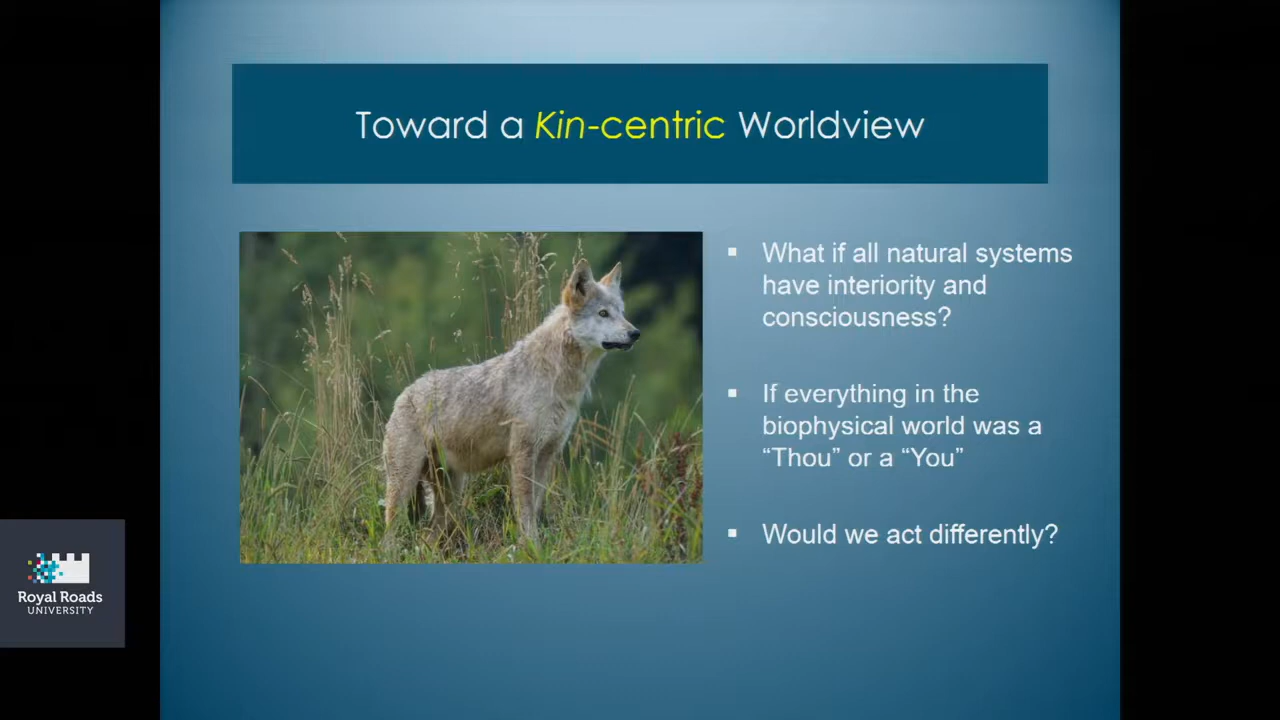 Toward a Kin-centric Worldview
What if all natural systems
have interiority and
consciousness?
If everything in the
biophysical world was a
“Thou” or a “You”
Would we act differently?
Royal Roads
UNIVERSITY